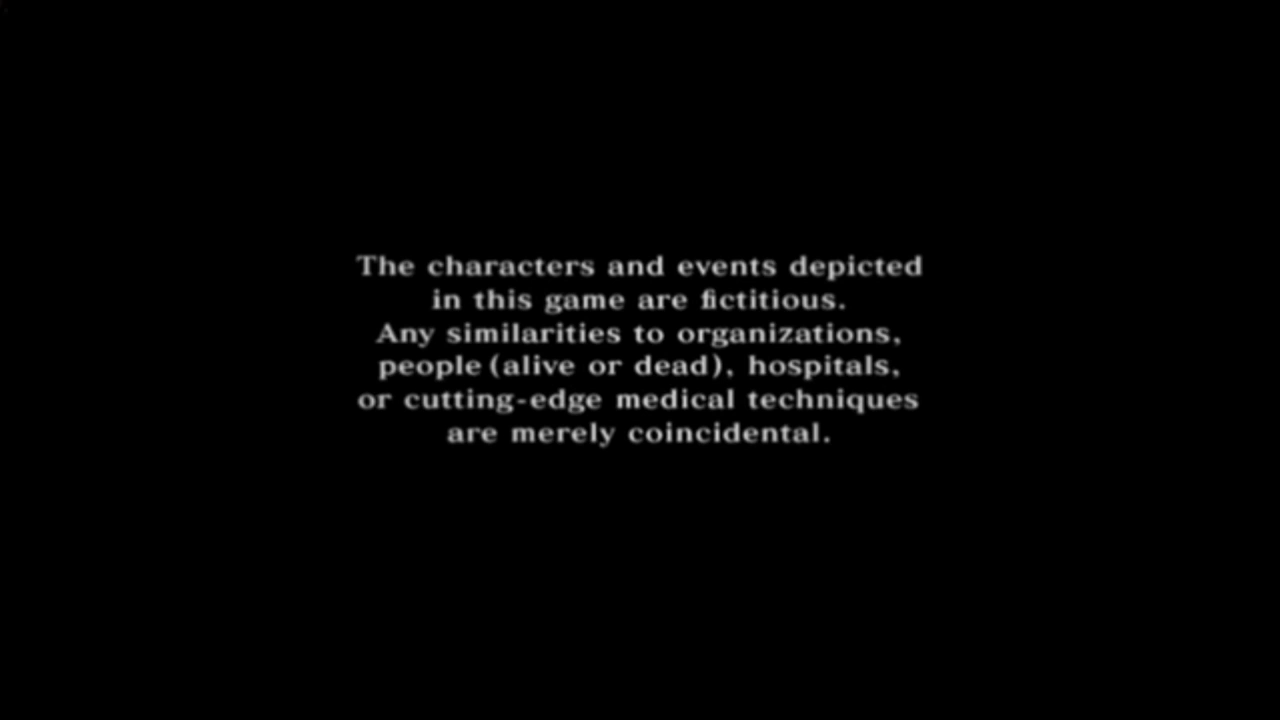 The characters and events depicted
in this game are fictitious.
Any similarities to organizations,
people (alive or dead), hospitals,
or cutting-edge medical techniques
are merely coincidental.